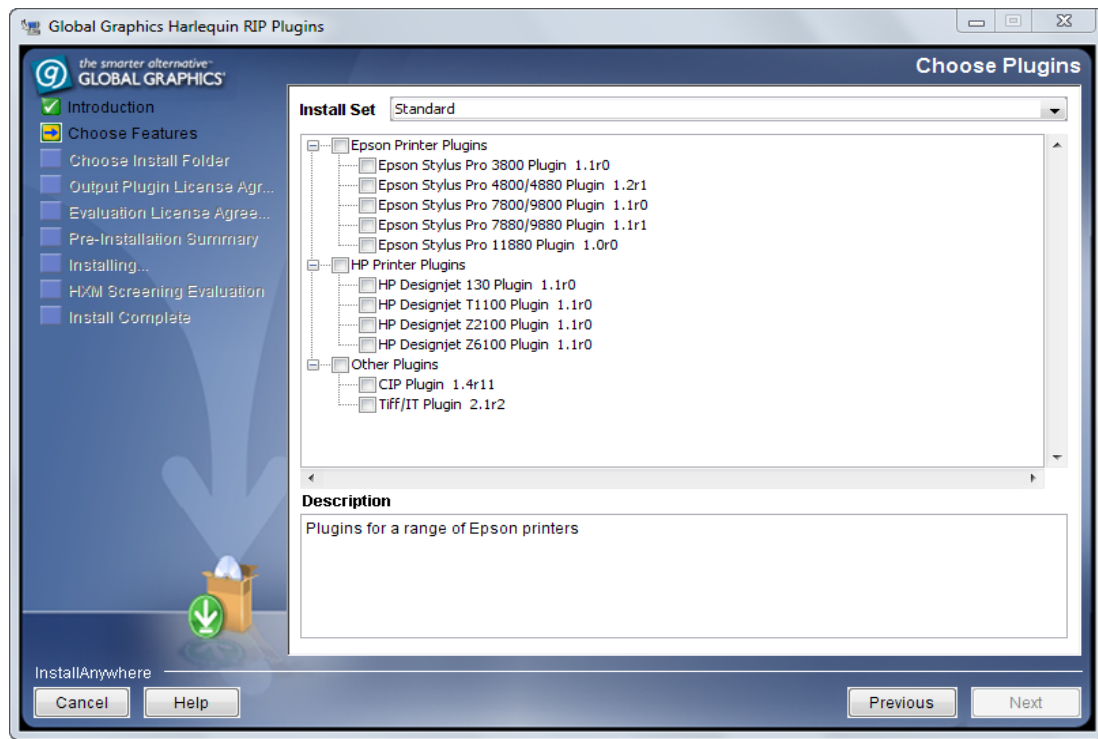 Global Graphics Harlequin RIP Plugins
the smarter alternative~
GLOBAL GRAPHICS
Choose Plugins
Introduction
Choose Features
Choose Install Folder
Output Plugin License Agr...
Evaluation License Agree...
Pre-Installation Summary
Installing...
HXM Screening Evaluation
Install Complete
Install Set Standard
Epson Printer Plugins
Epson Stylus Pro 3800 Plugin 1.1r0
Epson Stylus Pro 4800/4880 Plugin 1.2r1
Epson Stylus Pro 7800/9800 Plugin 1.1r0
Epson Stylus Pro 7880/9880 Plugin 1.1r1
Epson Stylus Pro 11880 Plugin 1.0r0
HP Printer Plugins
HP Designjet 130 Plugin 1.1r0
HP Designjet T1100 Plugin 1.1r0
HP Designjet Z2100 Plugin 1.1r0
HP Designjet Z6100 Plugin 1.1r0
Other Plugins
CIP Plugin 1.4r11
Tiff/IT Plugin 2.1r2
Description
Plugins for a range of Epson printers
InstallAnywhere
Cancel Help Previous Next